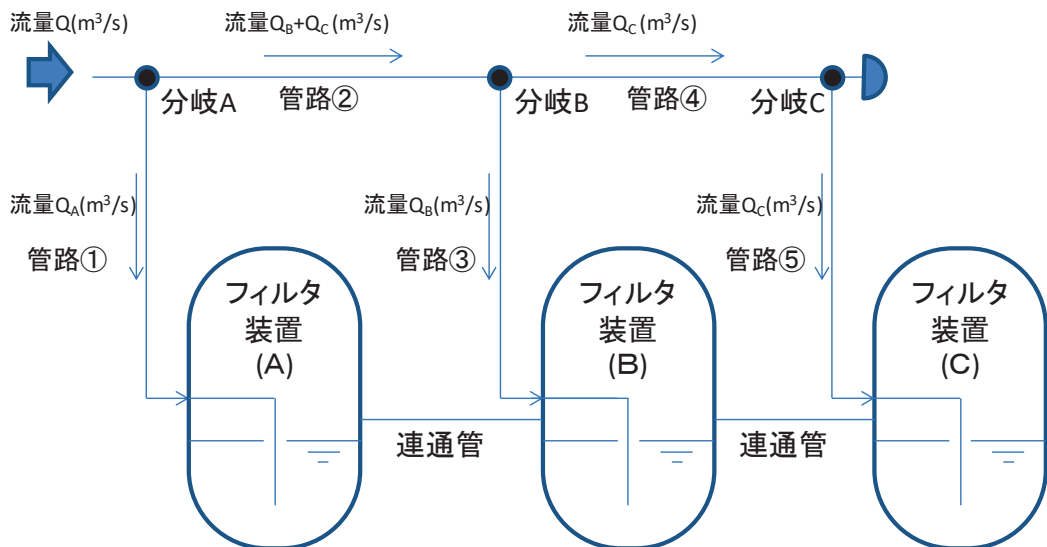 流量Q(m³/s)
流量Q_B+Q_C(m³/s)
流量Q_C(m³/s)
分岐A
管路②
分岐B
管路④
分岐C
流量Q_A(m³/s)
流量Q_B(m³/s)
流量Q_C(m³/s)
管路①
管路③
管路⑤
フィルタ
装置
(A)
フィルタ
装置
(B)
フィルタ
装置
(C)
連通管
連通管